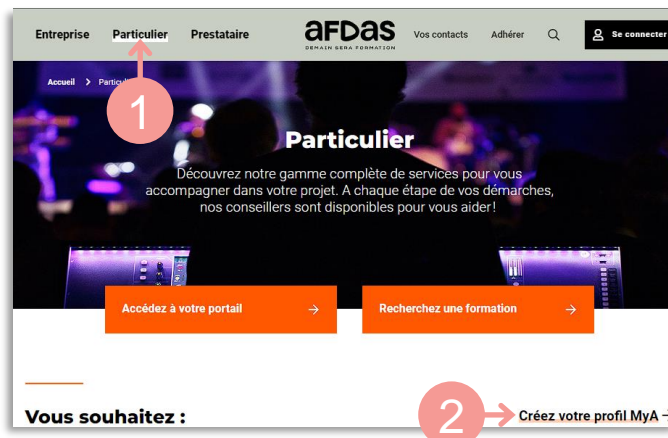 Entreprise Particulier Prestataire afdas Vos contacts Adhérer Se connecter
DEMAIN SERA FORMATION
Accueil > Particul
1
Particulier
Découvrez notre gamme complète de services pour vous
accompagner dans votre projet. A chaque étape de vos démarches,
nos conseillers sont disponibles pour vous aider!
Accédez à votre portail → Recherchez une formation →
Vous souhaitez : 2 Créez votre profil MyA